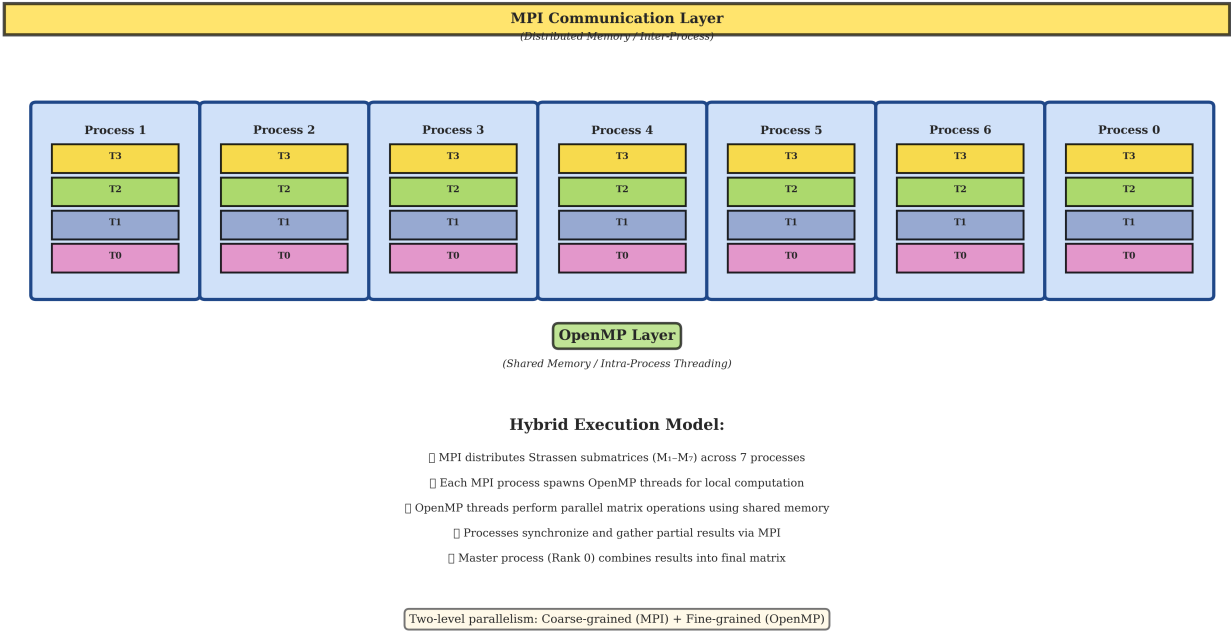 MPI Communication Layer
(Distributed Memory / Inter-Process)
Process 1 Process 2 Process 3 Process 4 Process 5 Process 6 Process 0
T3 T3 T3 T3 T3 T3 T3
T2 T2 T2 T2 T2 T2 T2
T1 T1 T1 T1 T1 T1 T1
T0 T0 T0 T0 T0 T0 T0
OpenMP Layer
(Shared Memory / Intra-Process Threading)
Hybrid Execution Model:
MPI distributes Strassen submatrices (M₁–M₇) across 7 processes
Each MPI process spawns OpenMP threads for local computation
OpenMP threads perform parallel matrix operations using shared memory
Processes synchronize and gather partial results via MPI
Master process (Rank 0) combines results into final matrix
Two-level parallelism: Coarse-grained (MPI) + Fine-grained (OpenMP)